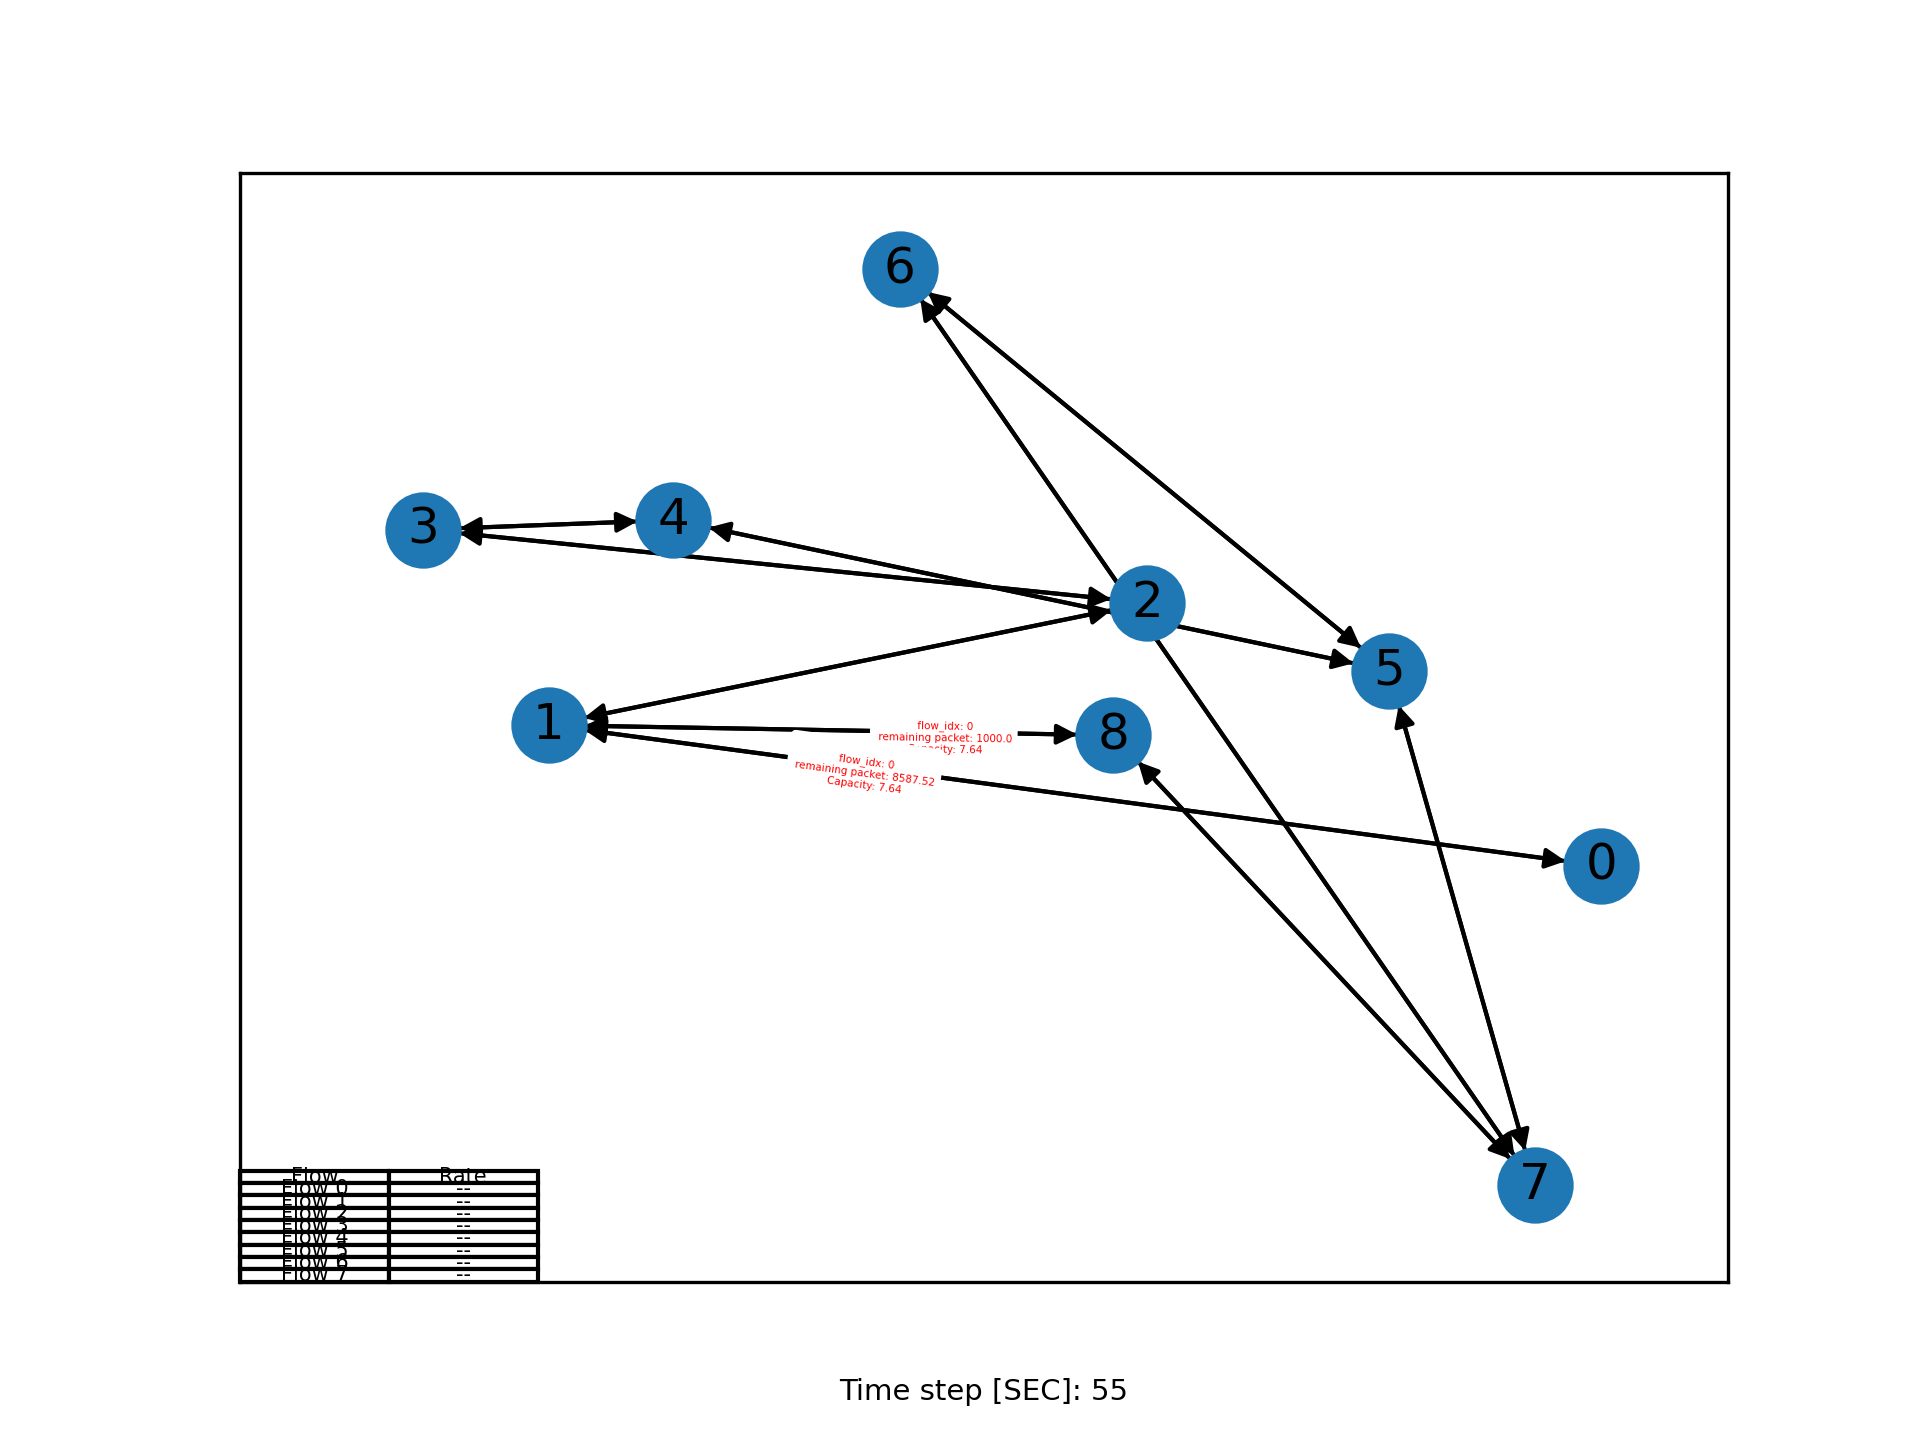 6
3
4
2
5
1
8
flow_idx: 0
remaining packet: 1000.0
Capacity: 7.64
flow_idx: 0
remaining packet: 8587.52
Capacity: 7.64
0
7
Flow Rate
Flow 0 --
Flow 1 --
Flow 2 --
Flow 3 --
Flow 4 --
Flow 5 --
Flow 6 --
Flow 7 --
Time step [SEC]: 55